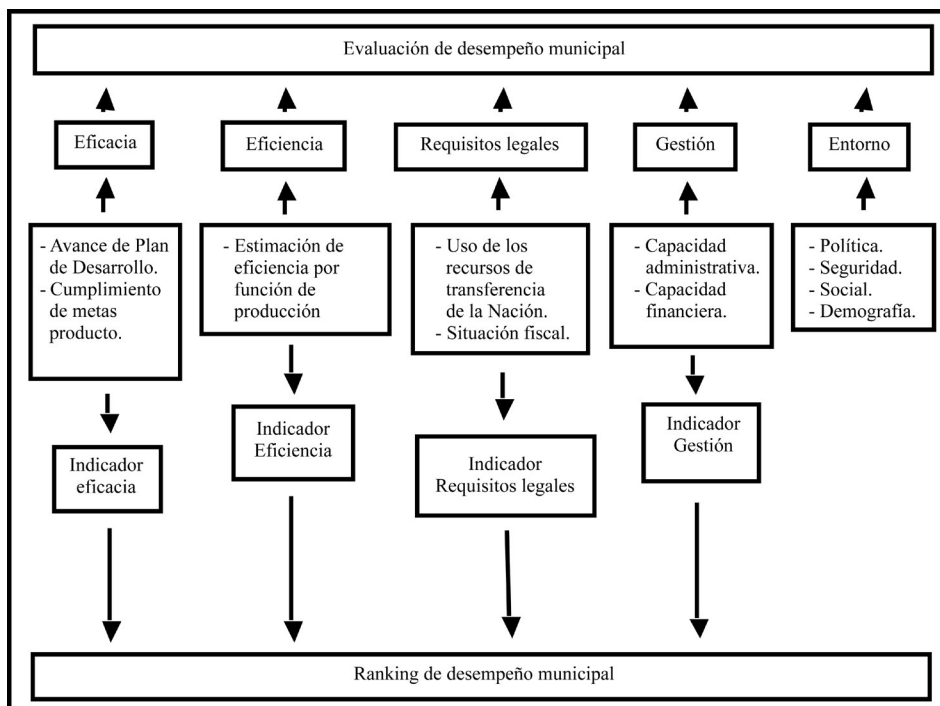 Evaluación de desempeño municipal
Eficacia
Eficiencia
Requisitos legales
Gestión
Entorno
- Avance de Plan
de Desarrollo.
- Cumplimiento
de metas
producto.
- Estimación de
eficiencia por
función de
producción
- Uso de los
recursos de
transferencia
de la Nación.
- Situación fiscal.
- Capacidad
administrativa.
- Capacidad
financiera.
- Política.
- Seguridad.
- Social.
- Demografía.
Indicador
eficacia
Indicador
Eficiencia
Indicador
Requisitos legales
Indicador
Gestión
Ranking de desempeño municipal